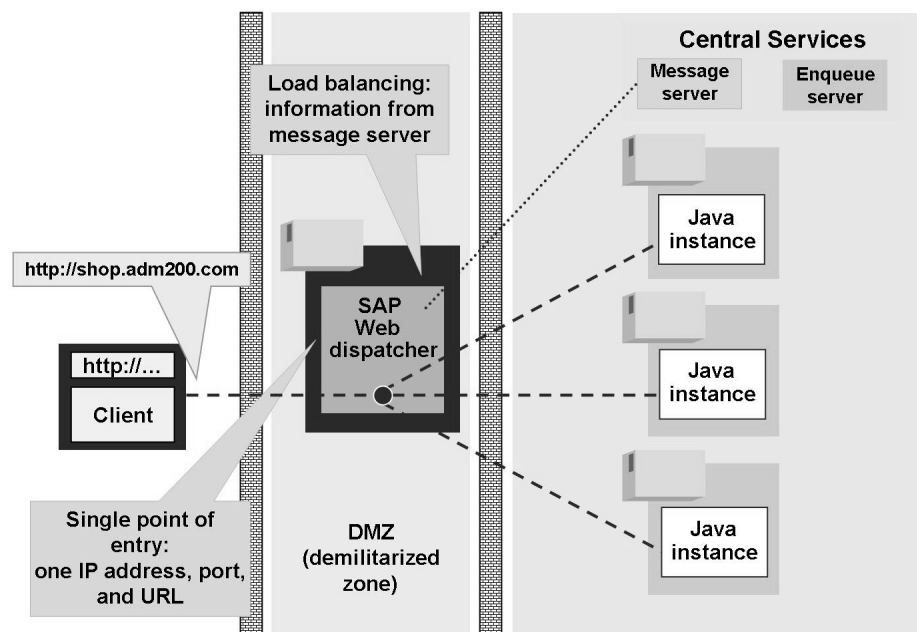 Central Services
Message
server
Enqueue
server
Load balancing:
information from
message server
Java
instance
http://shop.adm200.com
SAP
Web
dispatcher
http://...
Client
Java
instance
Single point of
entry:
one IP address, port,
and URL
DMZ
(demilitarized
zone)
Java
instance